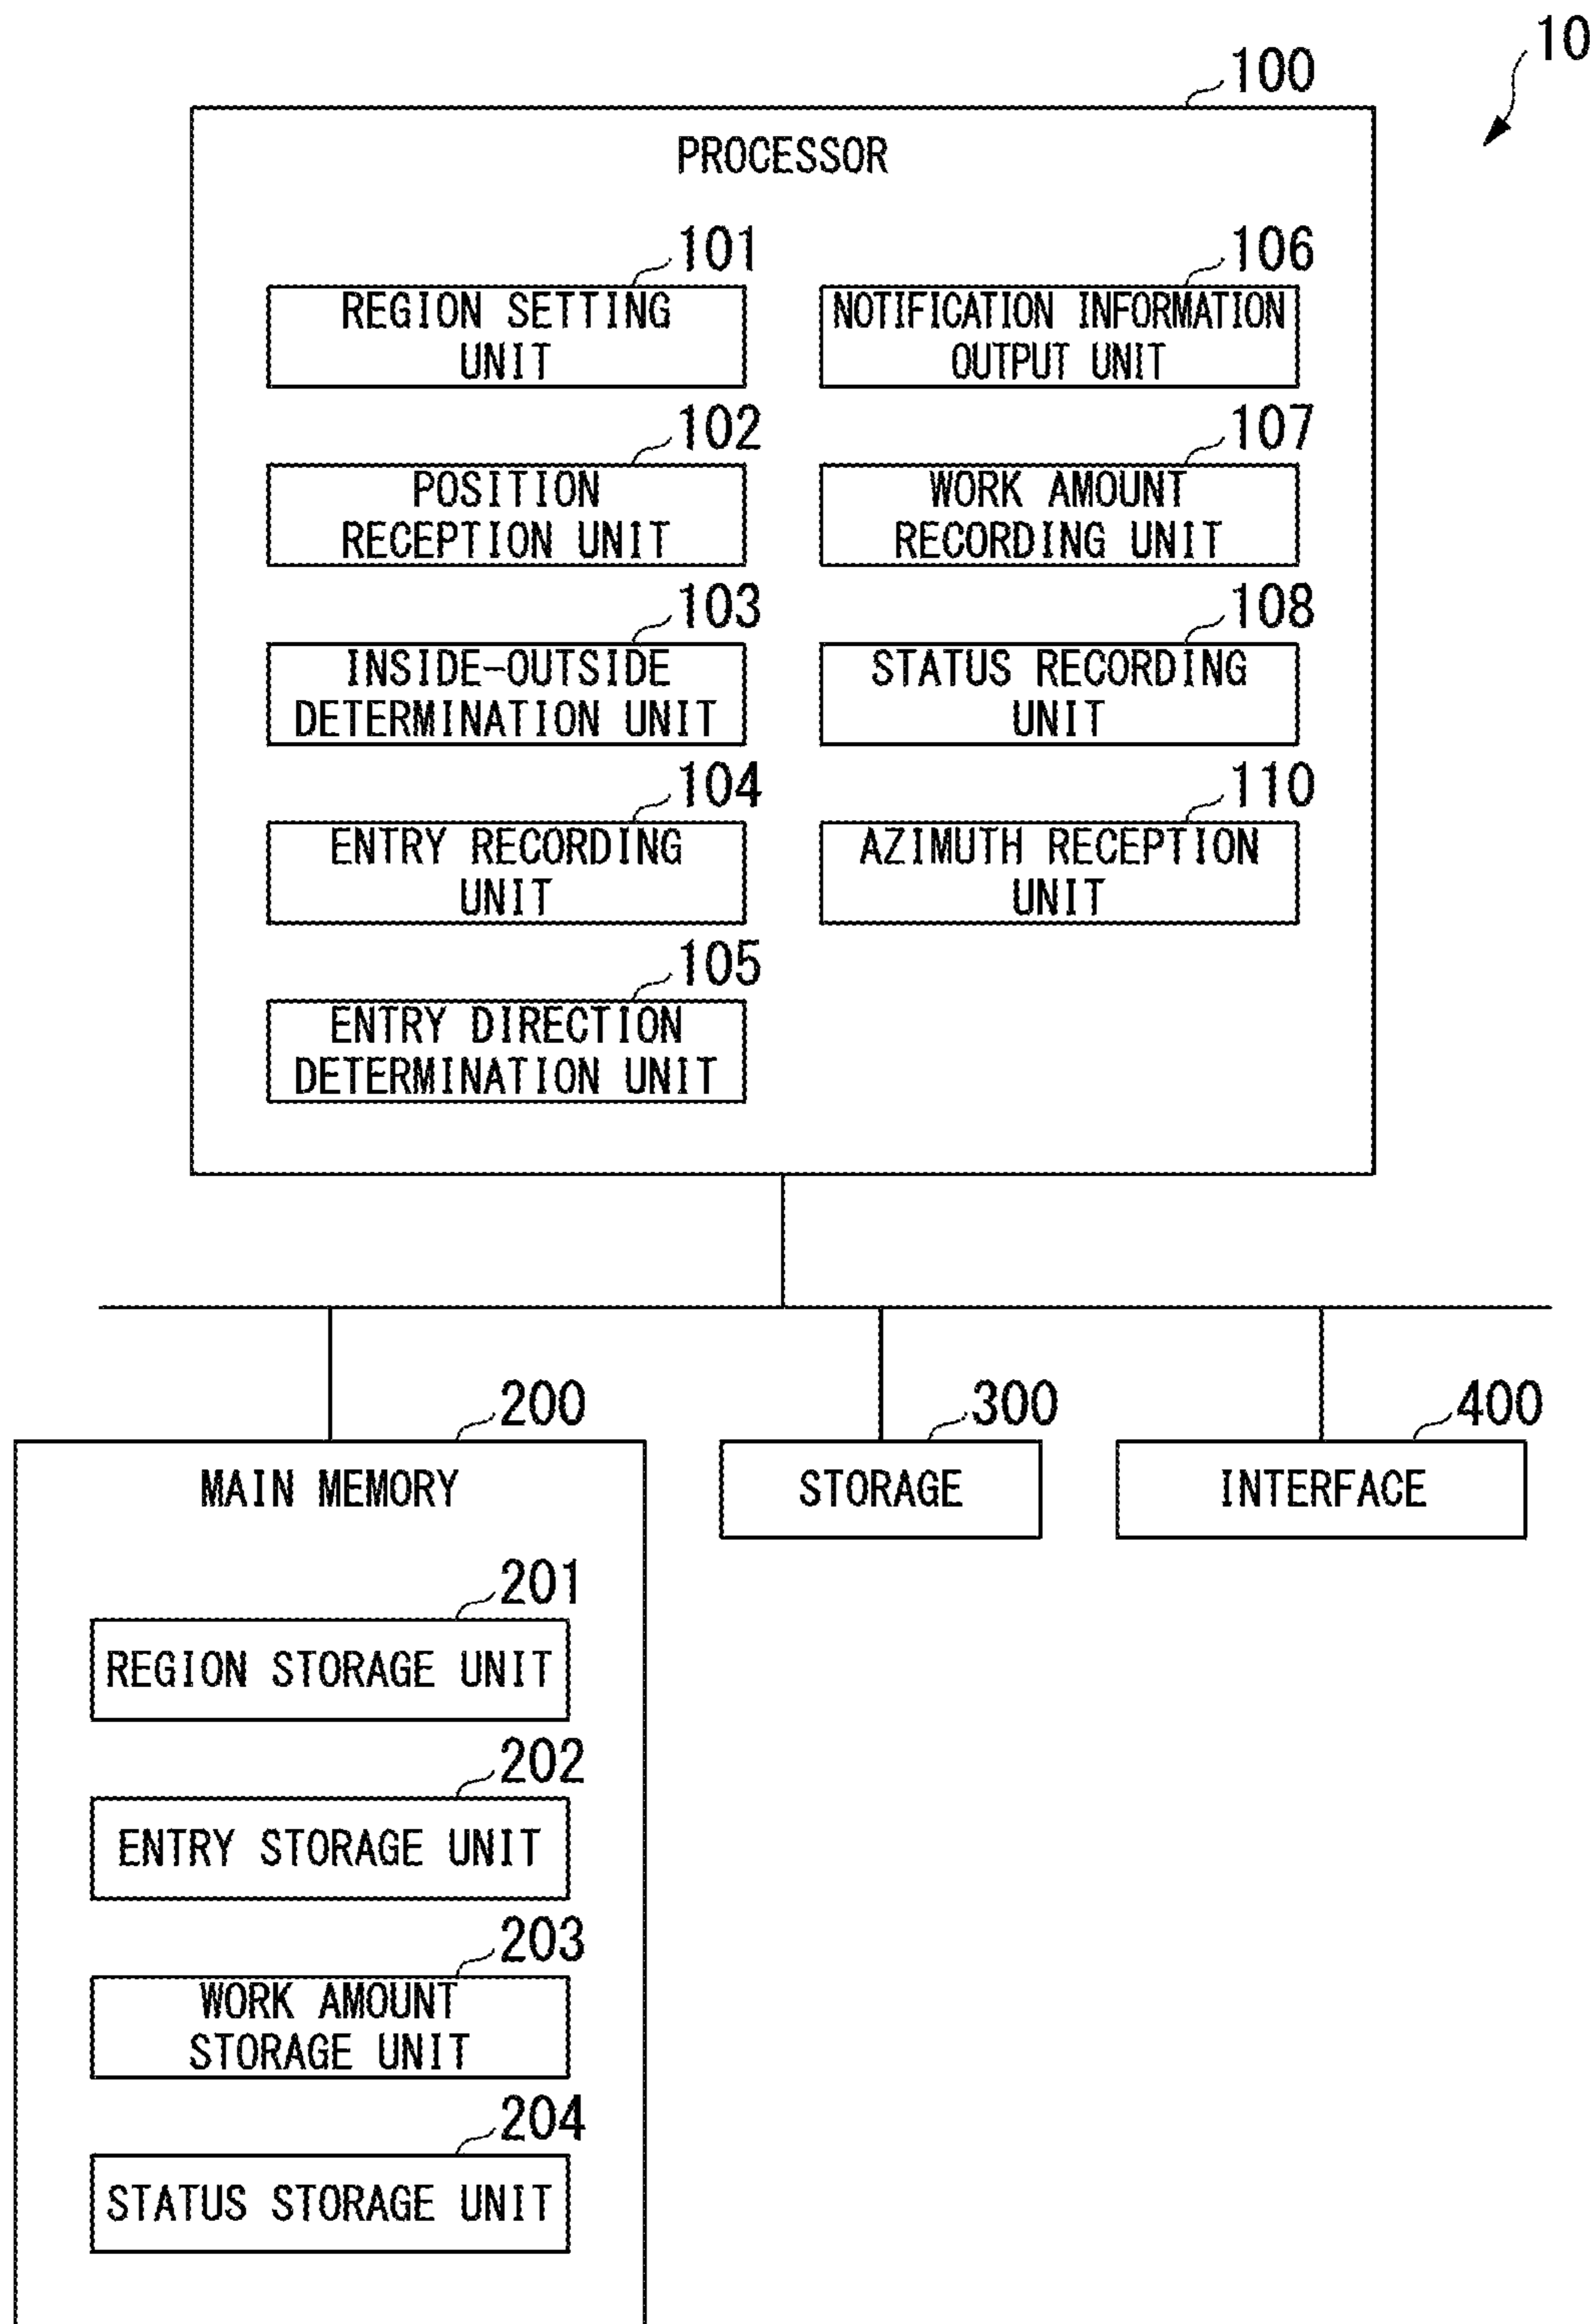 10
100
PROCESSOR
101
REGION SETTING
UNIT
102
POSITION
RECEPTION UNIT
103
INSIDE-OUTSIDE
DETERMINATION UNIT
104
ENTRY RECORDING
UNIT
105
ENTRY DIRECTION
DETERMINATION UNIT
106
NOTIFICATION INFORMATION
OUTPUT UNIT
107
WORK AMOUNT
RECORDING UNIT
108
STATUS RECORDING
UNIT
110
AZIMUTH RECEPTION
UNIT
200
MAIN MEMORY
201
REGION STORAGE UNIT
202
ENTRY STORAGE UNIT
203
WORK AMOUNT
STORAGE UNIT
204
STATUS STORAGE UNIT
300
STORAGE
400
INTERFACE